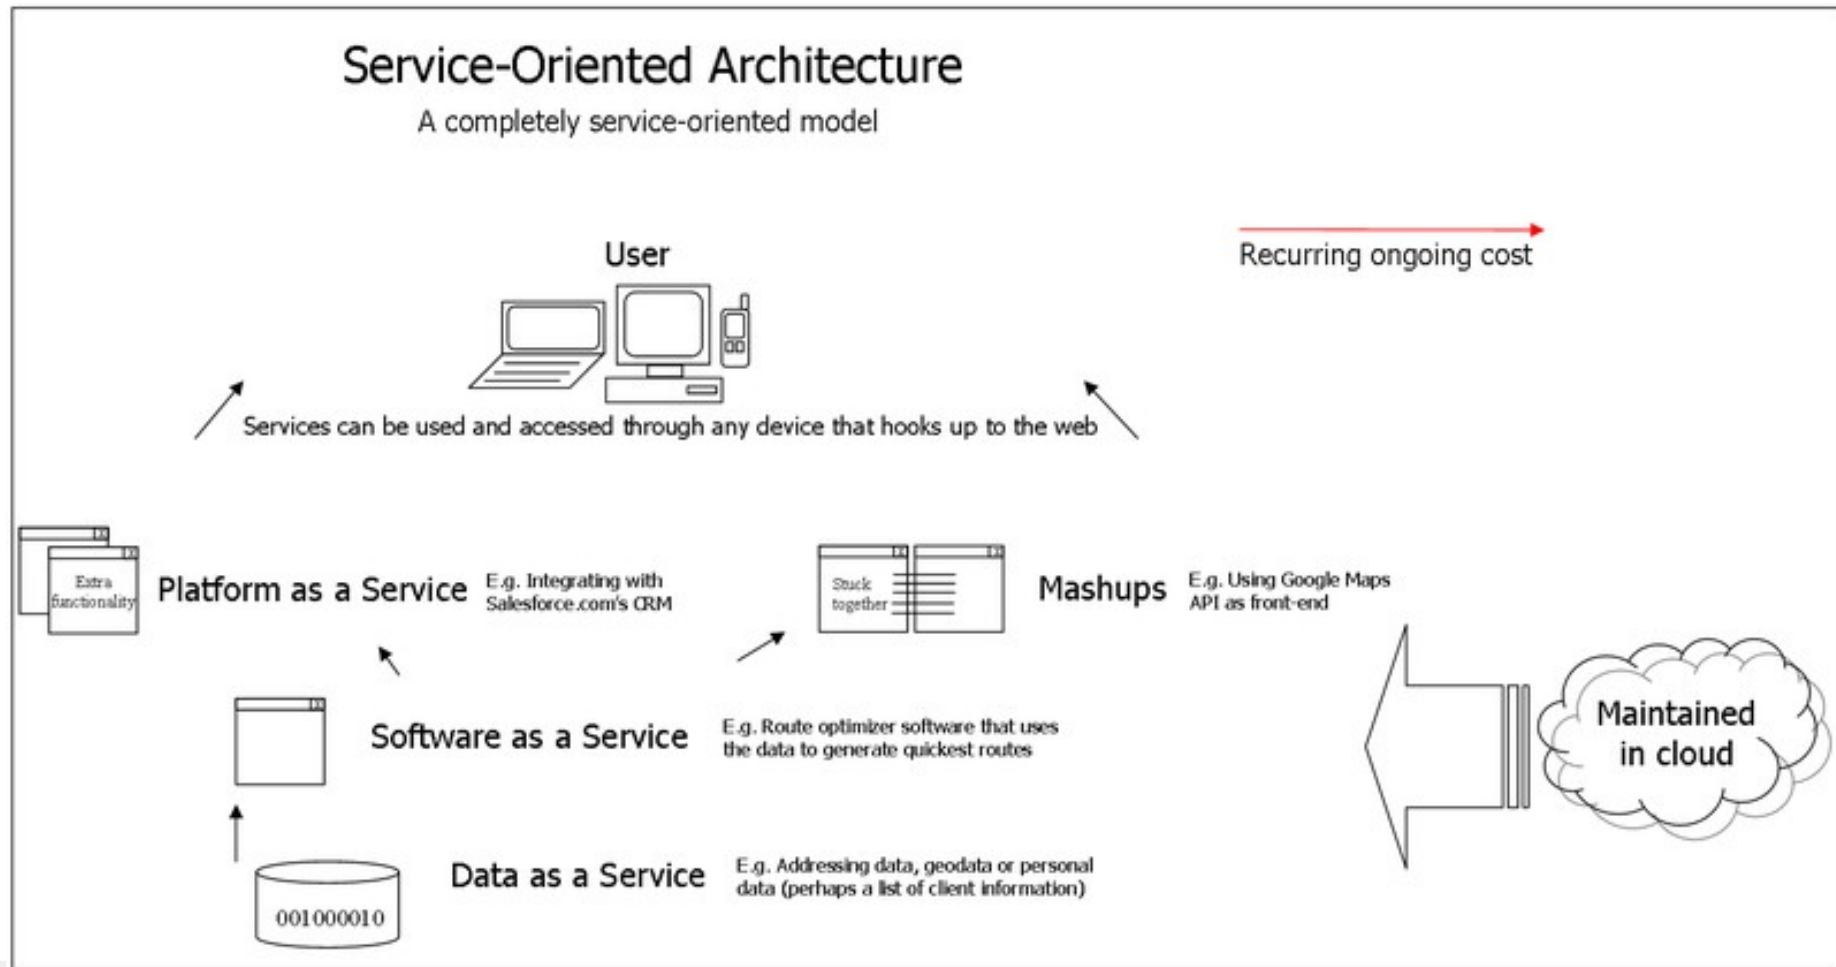 Service-Oriented Architecture
A completely service-oriented model
User
Recurring ongoing cost
Services can be used and accessed through any device that hooks up to the web
Extra
functionality
Platform as a Service
E.g. Integrating with
Salesforce.com's CRM
Stuck
together
Mashups
E.g. Using Google Maps
API as front-end
Software as a Service
E.g. Route optimizer software that uses
the data to generate quickest routes
Maintained
in cloud
001000010
Data as a Service
E.g. Addressing data, geodata or personal
data (perhaps a list of client information)